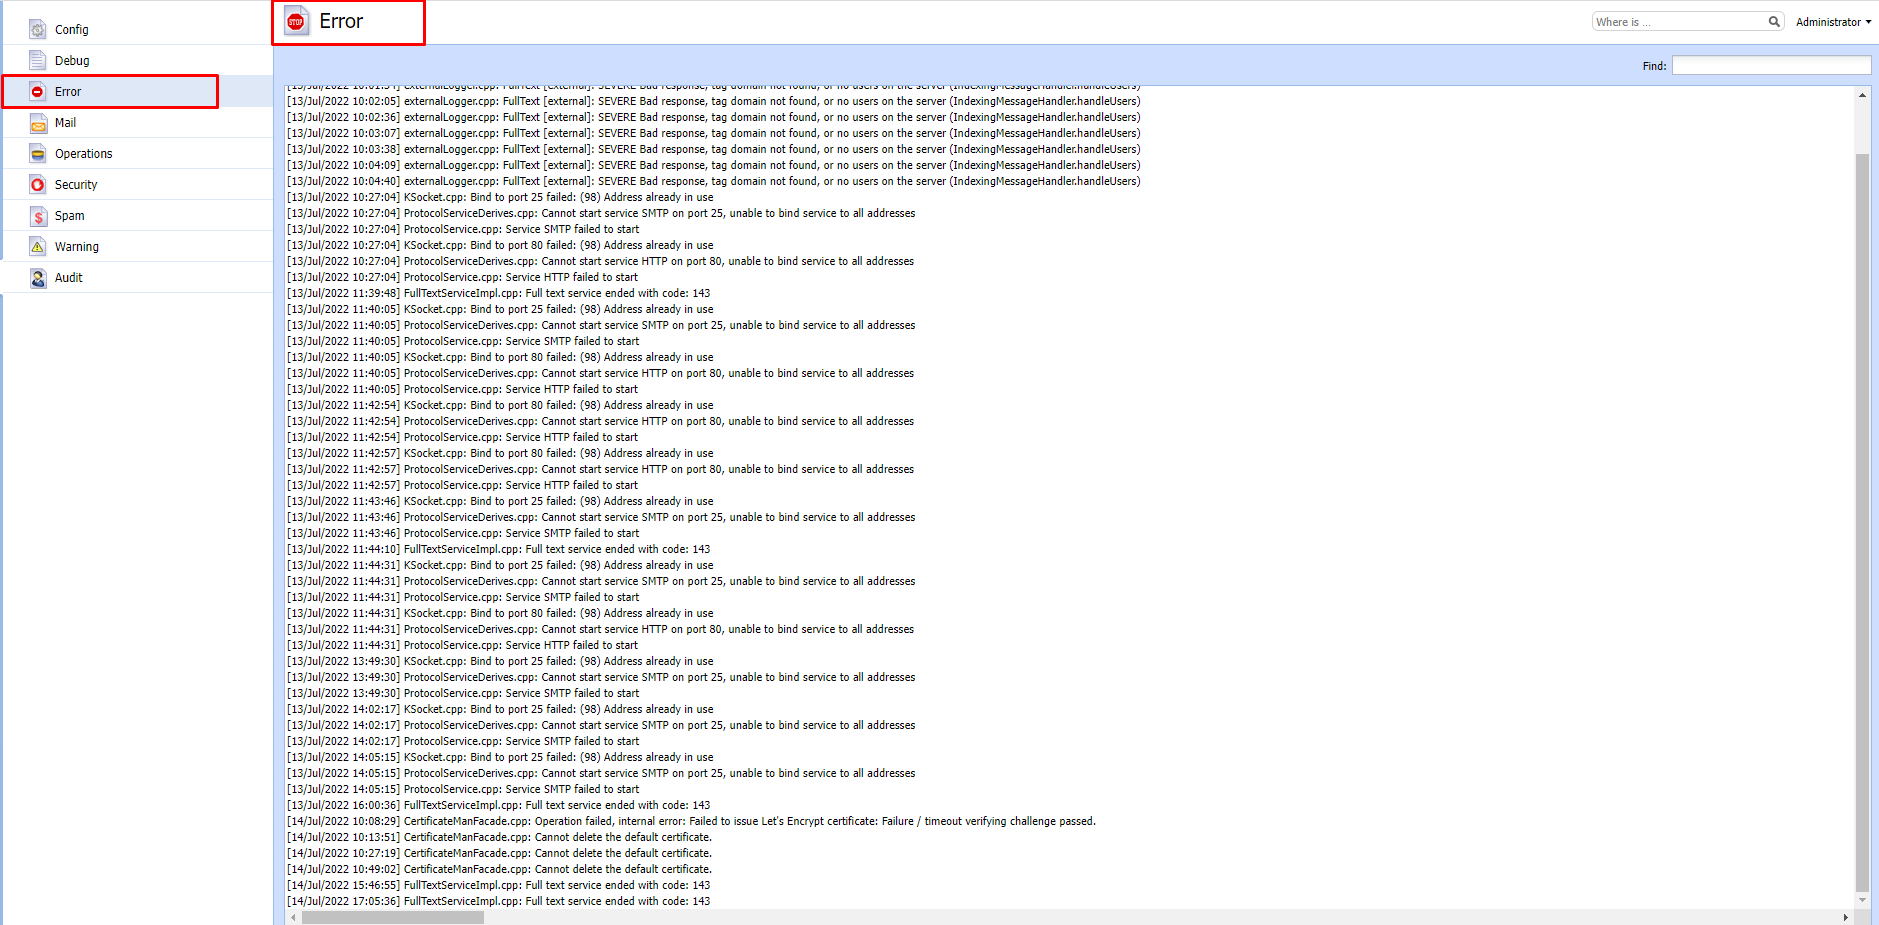 Config
Debug
Error
Mail
Operations
Security
Spam
Warning
Audit
Error
Where is ...
Administrator
Find:
[13/Jul/2022 10:01:34] externalLogger.cpp: FullText [external]: SEVERE Bad response, tag domain not found, or no users on the server (IndexingMessageHandler.handleUsers)
[13/Jul/2022 10:02:05] externalLogger.cpp: FullText [external]: SEVERE Bad response, tag domain not found, or no users on the server (IndexingMessageHandler.handleUsers)
[13/Jul/2022 10:02:36] externalLogger.cpp: FullText [external]: SEVERE Bad response, tag domain not found, or no users on the server (IndexingMessageHandler.handleUsers)
[13/Jul/2022 10:03:07] externalLogger.cpp: FullText [external]: SEVERE Bad response, tag domain not found, or no users on the server (IndexingMessageHandler.handleUsers)
[13/Jul/2022 10:03:38] externalLogger.cpp: FullText [external]: SEVERE Bad response, tag domain not found, or no users on the server (IndexingMessageHandler.handleUsers)
[13/Jul/2022 10:04:09] externalLogger.cpp: FullText [external]: SEVERE Bad response, tag domain not found, or no users on the server (IndexingMessageHandler.handleUsers)
[13/Jul/2022 10:04:40] externalLogger.cpp: FullText [external]: SEVERE Bad response, tag domain not found, or no users on the server (IndexingMessageHandler.handleUsers)
[13/Jul/2022 10:27:04] KSocket.cpp: Bind to port 25 failed: (98) Address already in use
[13/Jul/2022 10:27:04] ProtocolServiceDerives.cpp: Cannot start service SMTP on port 25, unable to bind service to all addresses
[13/Jul/2022 10:27:04] ProtocolService.cpp: Service SMTP failed to start
[13/Jul/2022 10:27:04] KSocket.cpp: Bind to port 80 failed: (98) Address already in use
[13/Jul/2022 10:27:04] ProtocolServiceDerives.cpp: Cannot start service HTTP on port 80, unable to bind service to all addresses
[13/Jul/2022 10:27:04] ProtocolService.cpp: Service HTTP failed to start
[13/Jul/2022 11:39:48] FullTextServiceImpl.cpp: Full text service ended with code: 143
[13/Jul/2022 11:40:05] KSocket.cpp: Bind to port 25 failed: (98) Address already in use
[13/Jul/2022 11:40:05] ProtocolServiceDerives.cpp: Cannot start service SMTP on port 25, unable to bind service to all addresses
[13/Jul/2022 11:40:05] ProtocolService.cpp: Service SMTP failed to start
[13/Jul/2022 11:40:05] KSocket.cpp: Bind to port 80 failed: (98) Address already in use
[13/Jul/2022 11:40:05] ProtocolServiceDerives.cpp: Cannot start service HTTP on port 80, unable to bind service to all addresses
[13/Jul/2022 11:40:05] ProtocolService.cpp: Service HTTP failed to start
[13/Jul/2022 11:42:54] KSocket.cpp: Bind to port 80 failed: (98) Address already in use
[13/Jul/2022 11:42:54] ProtocolServiceDerives.cpp: Cannot start service HTTP on port 80, unable to bind service to all addresses
[13/Jul/2022 11:42:54] ProtocolService.cpp: Service HTTP failed to start
[13/Jul/2022 11:42:57] KSocket.cpp: Bind to port 80 failed: (98) Address already in use
[13/Jul/2022 11:42:57] ProtocolServiceDerives.cpp: Cannot start service HTTP on port 80, unable to bind service to all addresses
[13/Jul/2022 11:42:57] ProtocolService.cpp: Service HTTP failed to start
[13/Jul/2022 11:43:46] KSocket.cpp: Bind to port 25 failed: (98) Address already in use
[13/Jul/2022 11:43:46] ProtocolServiceDerives.cpp: Cannot start service SMTP on port 25, unable to bind service to all addresses
[13/Jul/2022 11:43:46] ProtocolService.cpp: Service SMTP failed to start
[13/Jul/2022 11:44:10] FullTextServiceImpl.cpp: Full text service ended with code: 143
[13/Jul/2022 11:44:31] KSocket.cpp: Bind to port 25 failed: (98) Address already in use
[13/Jul/2022 11:44:31] ProtocolServiceDerives.cpp: Cannot start service SMTP on port 25, unable to bind service to all addresses
[13/Jul/2022 11:44:31] ProtocolService.cpp: Service SMTP failed to start
[13/Jul/2022 11:44:31] KSocket.cpp: Bind to port 80 failed: (98) Address already in use
[13/Jul/2022 11:44:31] ProtocolServiceDerives.cpp: Cannot start service HTTP on port 80, unable to bind service to all addresses
[13/Jul/2022 11:44:31] ProtocolService.cpp: Service HTTP failed to start
[13/Jul/2022 13:49:30] KSocket.cpp: Bind to port 25 failed: (98) Address already in use
[13/Jul/2022 13:49:30] ProtocolServiceDerives.cpp: Cannot start service SMTP on port 25, unable to bind service to all addresses
[13/Jul/2022 13:49:30] ProtocolService.cpp: Service SMTP failed to start
[13/Jul/2022 14:02:17] KSocket.cpp: Bind to port 25 failed: (98) Address already in use
[13/Jul/2022 14:02:17] ProtocolServiceDerives.cpp: Cannot start service SMTP on port 25, unable to bind service to all addresses
[13/Jul/2022 14:02:17] ProtocolService.cpp: Service SMTP failed to start
[13/Jul/2022 14:05:15] KSocket.cpp: Bind to port 25 failed: (98) Address already in use
[13/Jul/2022 14:05:15] ProtocolServiceDerives.cpp: Cannot start service SMTP on port 25, unable to bind service to all addresses
[13/Jul/2022 14:05:15] ProtocolService.cpp: Service SMTP failed to start
[13/Jul/2022 16:00:36] FullTextServiceImpl.cpp: Full text service ended with code: 143
[14/Jul/2022 10:08:29] CertificateManFacade.cpp: Operation failed, internal error: Failed to issue Let's Encrypt certificate: Failure / timeout verifying challenge passed.
[14/Jul/2022 10:13:51] CertificateManFacade.cpp: Cannot delete the default certificate.
[14/Jul/2022 10:27:19] CertificateManFacade.cpp: Cannot delete the default certificate.
[14/Jul/2022 10:49:02] CertificateManFacade.cpp: Cannot delete the default certificate.
[14/Jul/2022 15:46:55] FullTextServiceImpl.cpp: Full text service ended with code: 143
[14/Jul/2022 17:05:36] FullTextServiceImpl.cpp: Full text service ended with code: 143